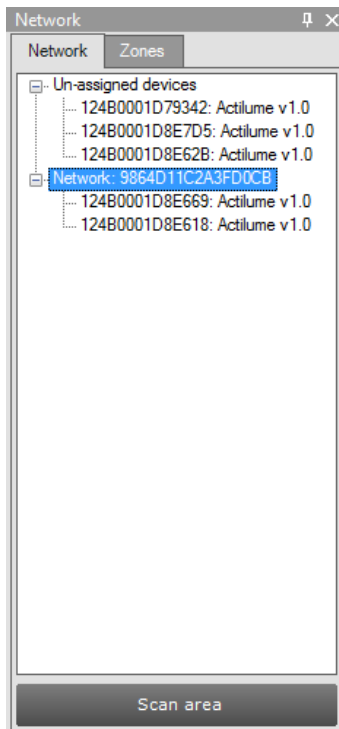 Network
Network Zones
Un-assigned devices
124B0001D79342: Actilume v1.0
124B0001D8E7D5: Actilume v1.0
124B0001D8E62B: Actilume v1.0
Network: 9864D11C2A3FD0CB
124B0001D8E669: Actilume v1.0
124B0001D8E618: Actilume v1.0
Scan area